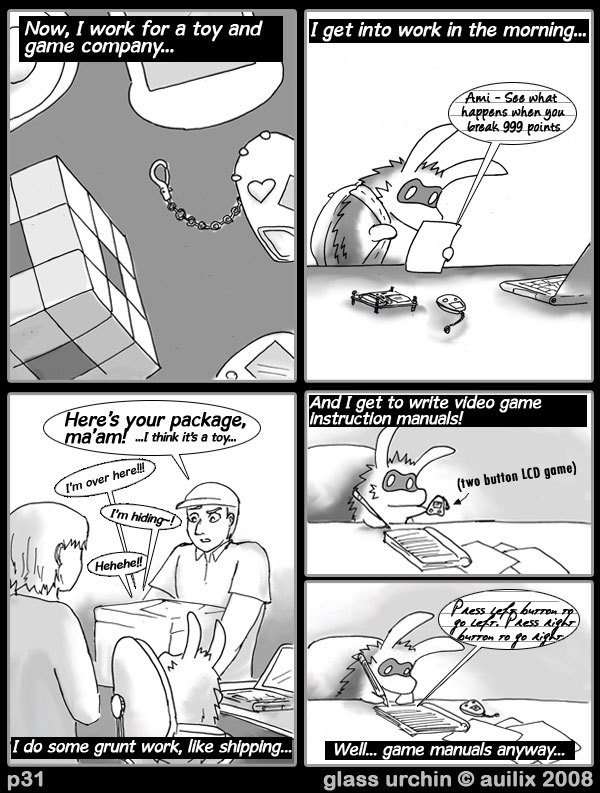 Now, I work for a toy and
game company...
I get into work in the morning...
Ami - See what
happens when you
break 999 points
Here's your package,
ma'am! ...I think it's a toy...
I'm over here!!!
I'm hiding~!
Hehehe!!
I do some grunt work, like shipping...
And I get to write video game
instruction manuals!
(two button LCD game)
Press left button to
go left. Press right
button to go right
Well... game manuals anyway...
p31
glass urchin © auilix 2008